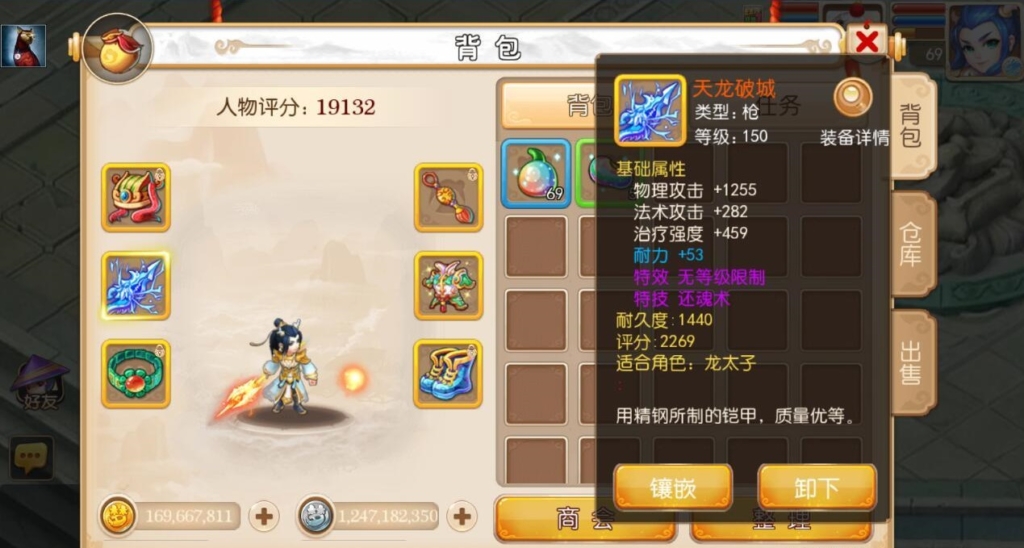 背包
人物评分：19132
69
69
背包
任务
天龙破城
类型：枪
等级：150
装备详情
基础属性
物理攻击 +1255
法术攻击 +282
治疗强度 +459
耐力 +53
特效 无等级限制
特技 还魂术
耐久度：1440
评分：2269
适合角色：龙太子
：
用精钢所制的铠甲，质量优等。
镶嵌
卸下
背包
仓库
出售
好友
169,667,811
1,247,182,350
商会
整理